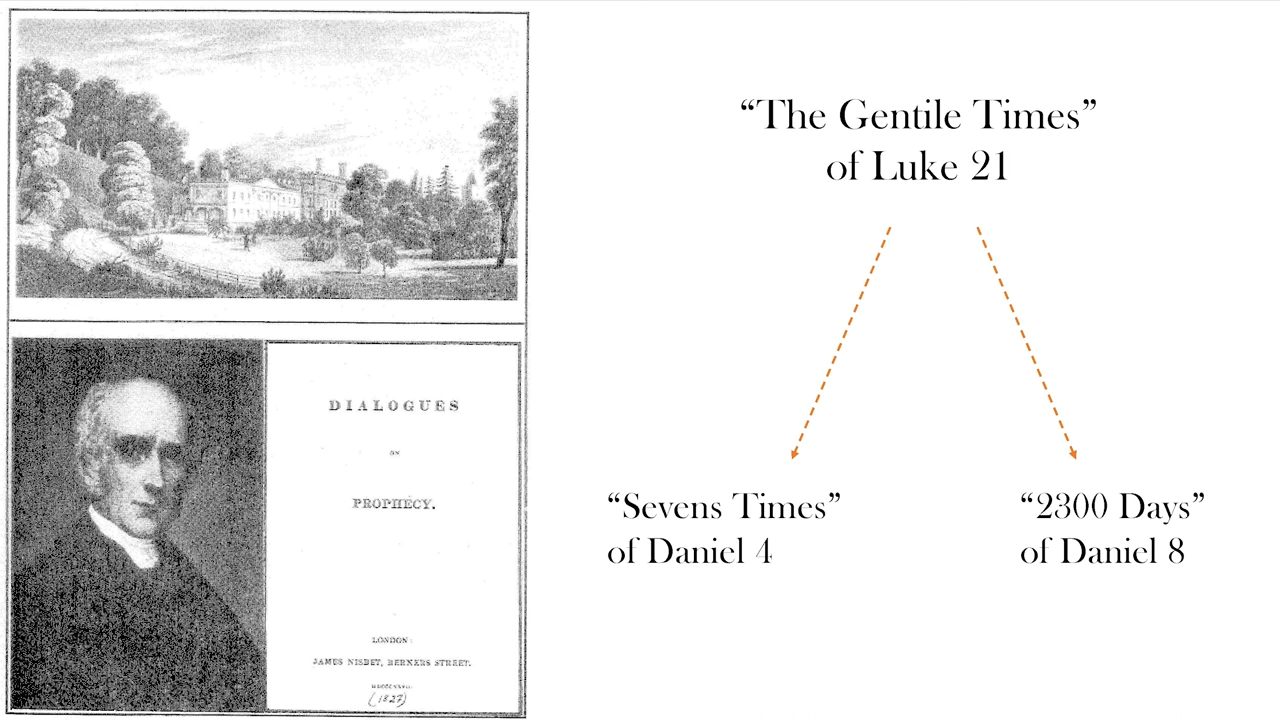 “The Gentile Times”
of Luke 21
“Sevens Times”
of Daniel 4
“2300 Days”
of Daniel 8
DIALOGUES
ON
PROPHECY.
LONDON:
JAMES NISBET, BERNERS STREET.
(1827)